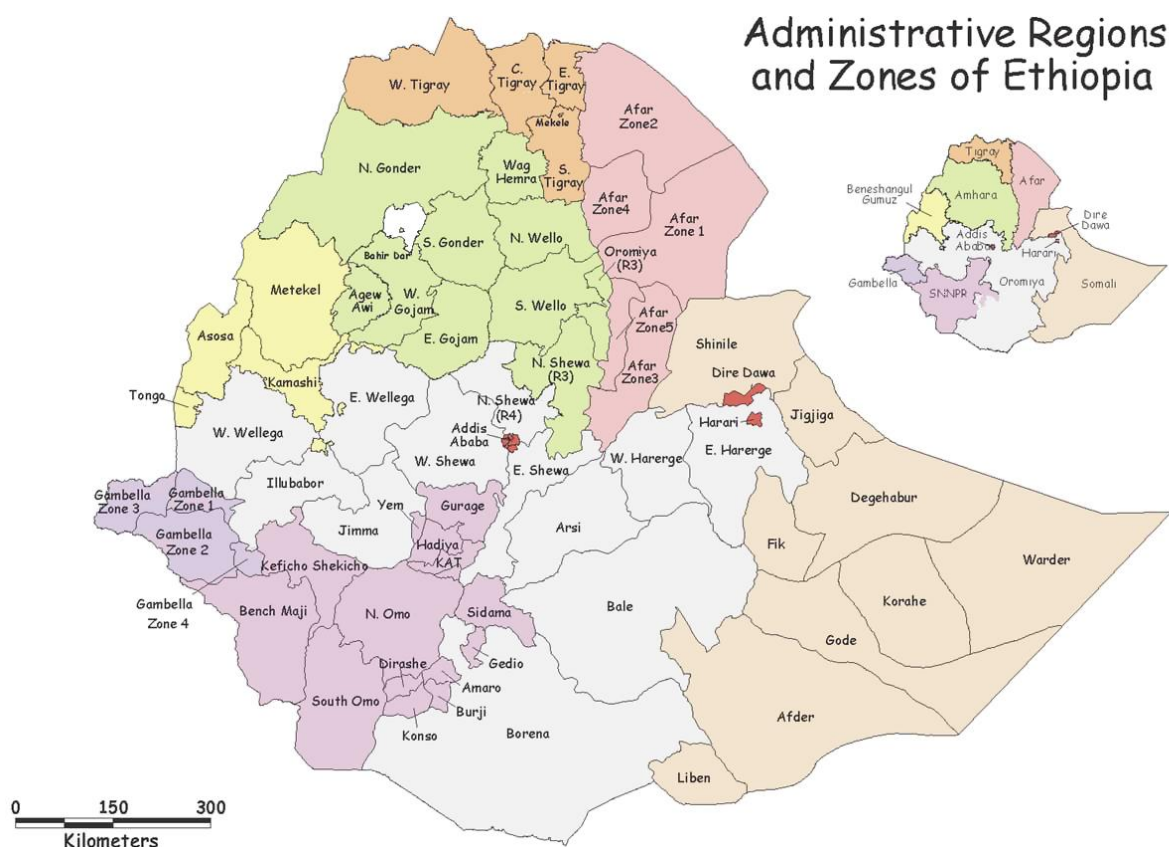 Administrative Regions
and Zones of Ethiopia
W. Tigray
C.
Tigray
E.
Tigray
Mekele
S.
Tigray
Afar
Zone2
N. Gonder
Wag
Hemra
Afar
Zone4
Afar
Zone 1
S. Gonder
N. Wello
Oromiya
(R3)
Bahir Dar
Metekel
Agew
Awi
W.
Gojam
S. Wello
E. Gojam
Afar
Zone5
Asosa
N. Shewa
(R3)
Afar
Zone3
Shinile
Dire Dawa
Kamashi
Tongo
E. Wellega
N. Shewa
(R4)
Jigjiga
Harari
W. Wellega
Addis
Ababa
W. Shewa
E. Shewa
W. Harerge
E. Harerge
Gambella
Zone 3
Gambella
Zone 1
Illubabor
Yem
Gurage
Degehabur
Gambella
Zone 2
Jimma
Arsi
Hadiya
KAT
Fik
Warder
Keficho Shekicho
Gambella
Zone 4
Bench Maji
N. Omo
Sidama
Bale
Korahe
Gode
Gedio
Dirashe
Amaro
Burji
South Omo
Konso
Borena
Afder
Liben
Tigray
Beneshangul
Gumuz
Amhara
Afar
Dire
Dawa
Addis
Ababa
Harari
Gambella
SNNPR
Oromiya
Somali
0 150 300
Kilometers